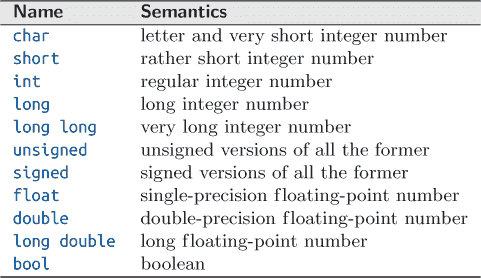 Name Semantics
char letter and very short integer number
short rather short integer number
int regular integer number
long long integer number
long long very long integer number
unsigned unsigned versions of all the former
signed signed versions of all the former
float single-precision floating-point number
double double-precision floating-point number
long double long floating-point number
bool boolean